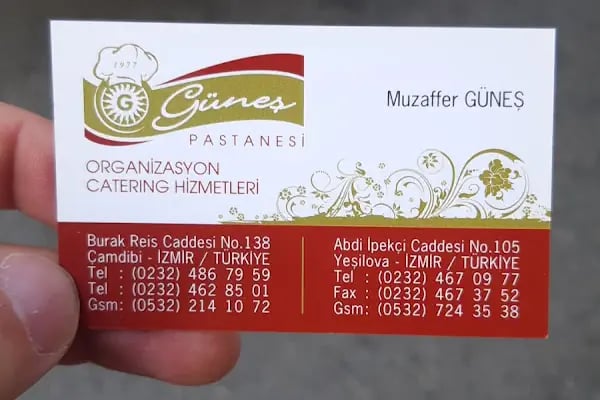 1977
G
Güneş
PASTANESİ
ORGANİZASYON
CATERING HİZMETLERİ
Muzaffer GÜNEŞ
Burak Reis Caddesi No.138
Çamdibi - İZMİR / TÜRKİYE
Tel : (0232) 486 79 59
Tel : (0232) 462 85 01
Gsm: (0532) 214 10 72
Abdi İpekçi Caddesi No.105
Yeşilova - İZMİR / TÜRKİYE
Tel : (0232) 467 09 77
Fax : (0232) 467 37 52
Gsm: (0532) 724 35 38